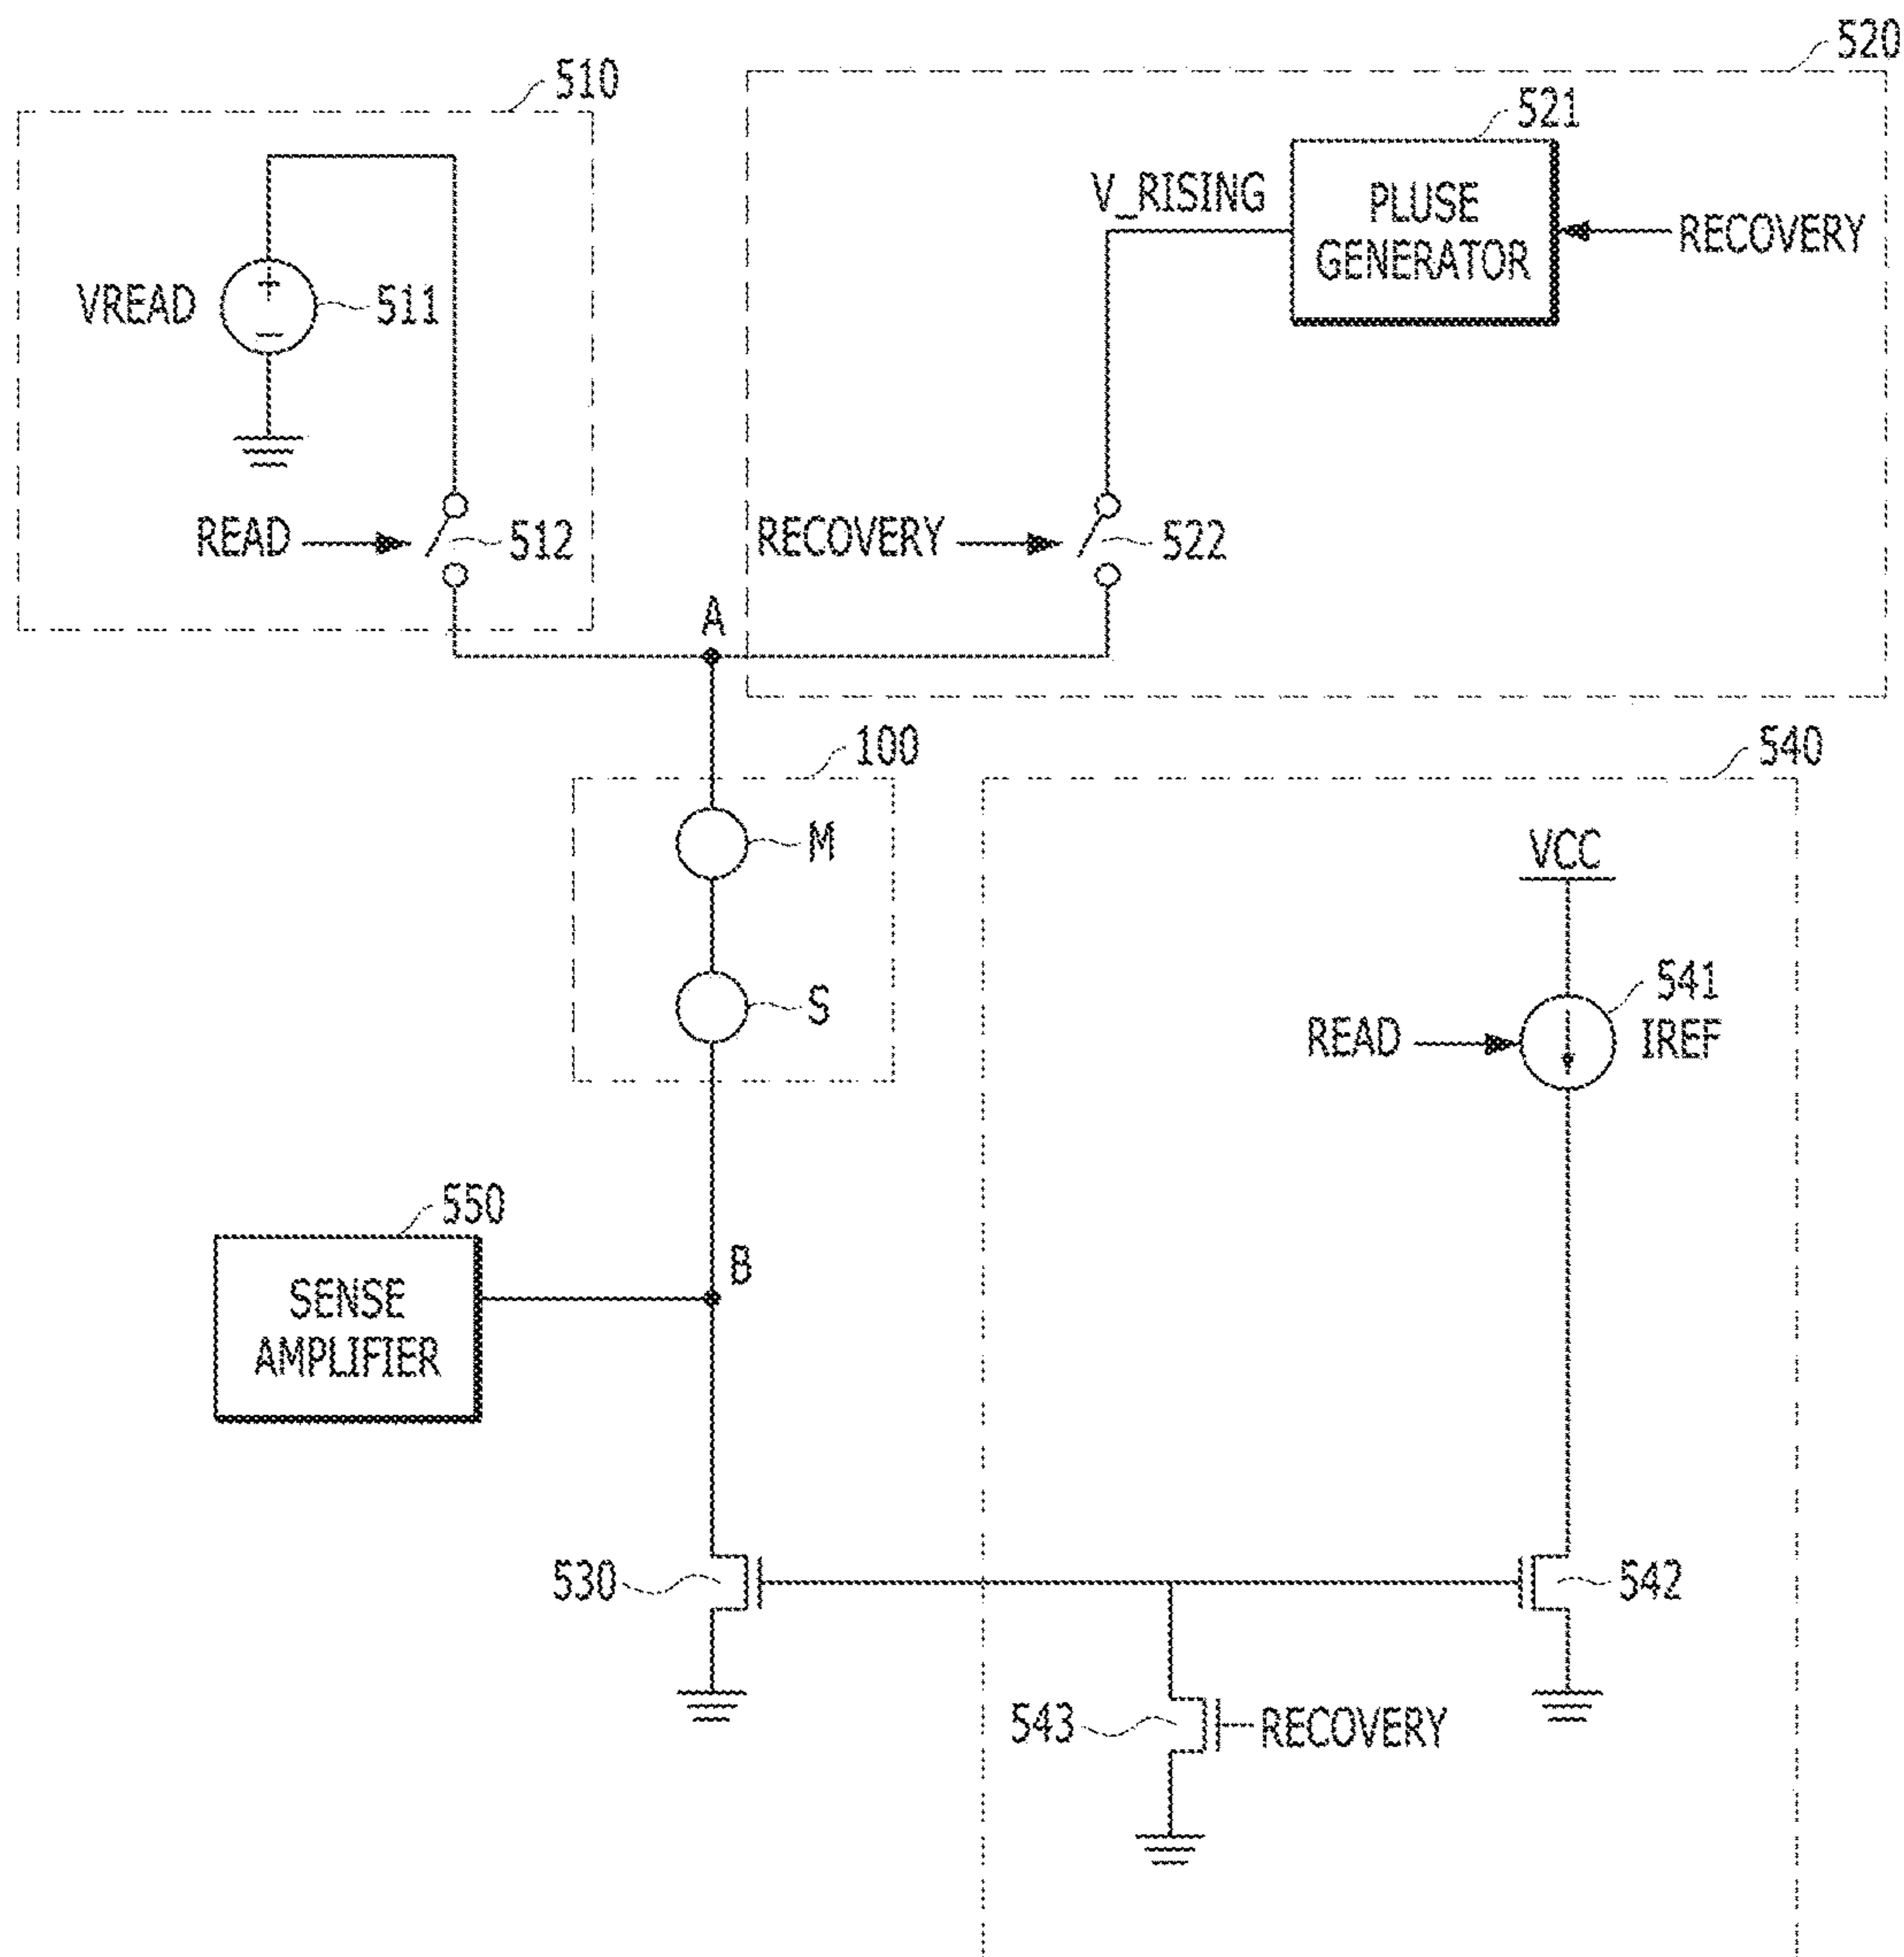 520
510
521
V_RISING
PLUSE
GENERATOR
RECOVERY
VREAD
+
−
511
READ
512
RECOVERY
522
A
100
540
M
VCC
S
541
READ
IREF
550
B
SENSE
AMPLIFIER
530
542
543
RECOVERY